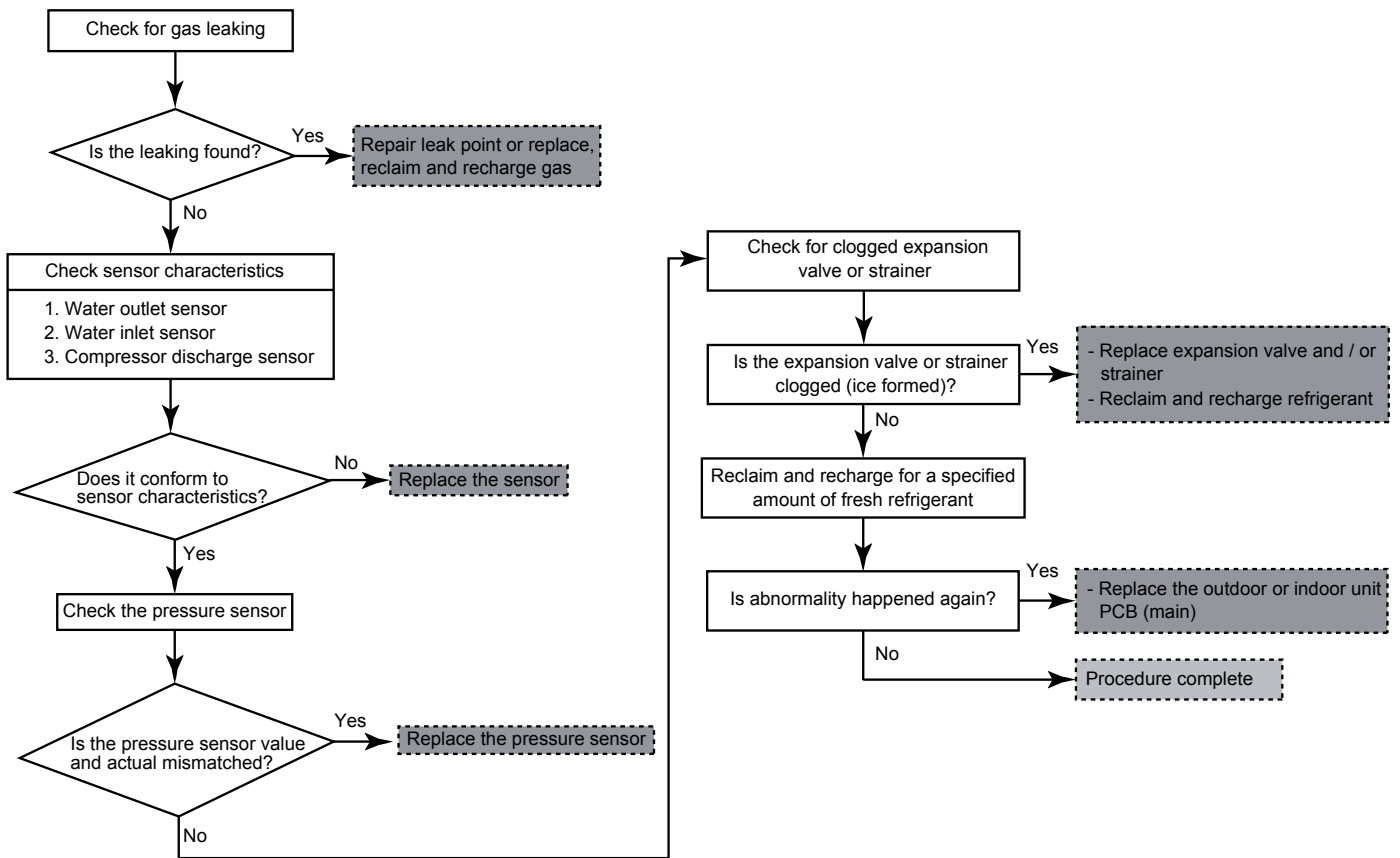 Check for gas leaking
Is the leaking found?
Yes
Repair leak point or replace,
reclaim and recharge gas
No
Check sensor characteristics
1. Water outlet sensor
2. Water inlet sensor
3. Compressor discharge sensor
Does it conform to
sensor characteristics?
No
Replace the sensor
Yes
Check the pressure sensor
Is the pressure sensor value
and actual mismatched?
Yes
Replace the pressure sensor
No
Check for clogged expansion
valve or strainer
Is the expansion valve or strainer
clogged (ice formed)?
Yes
- Replace expansion valve and / or
strainer
- Reclaim and recharge refrigerant
No
Reclaim and recharge for a specified
amount of fresh refrigerant
Is abnormality happened again?
Yes
- Replace the outdoor or indoor unit
PCB (main)
No
Procedure complete